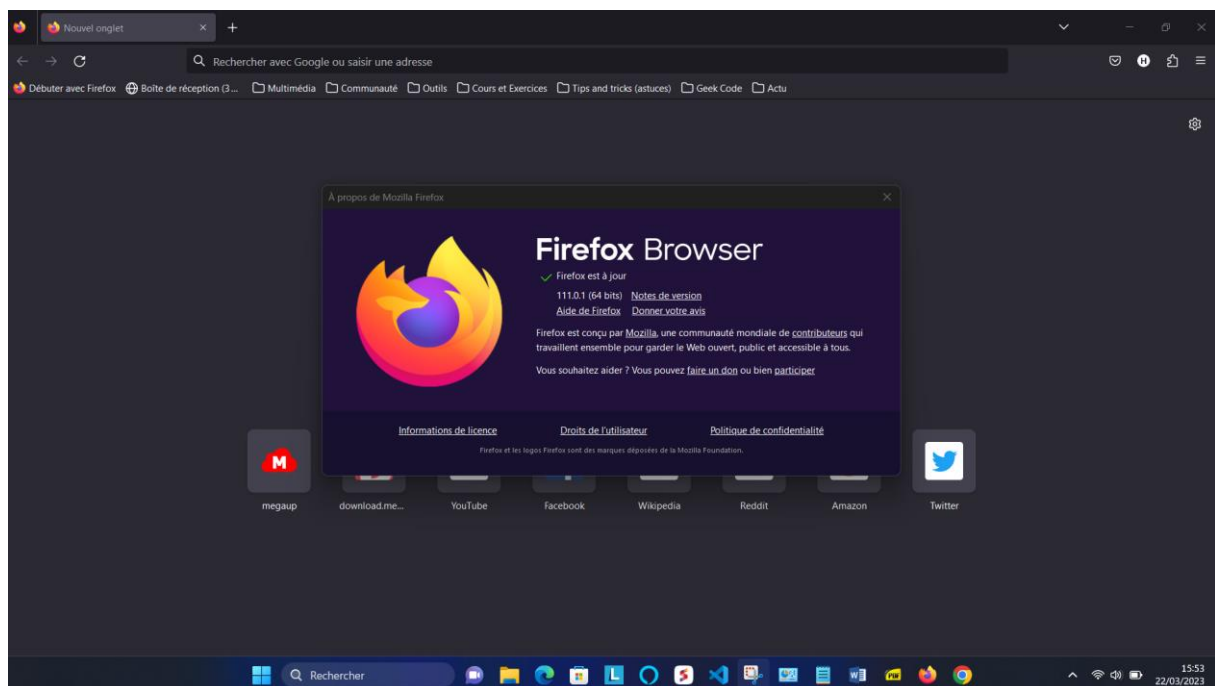 Nouvel onglet
Rechercher avec Google ou saisir une adresse
H
Débuter avec Firefox Boîte de réception (3... Multimédia Communauté Outils Cours et Exercices Tips and tricks (astuces) Geek Code Actu
À propos de Mozilla Firefox
Firefox Browser
Firefox est à jour
111.0.1 (64 bits) Notes de version
Aide de Firefox Donner votre avis
Firefox est conçu par Mozilla, une communauté mondiale de contributeurs qui
travaillent ensemble pour garder le Web ouvert, public et accessible à tous.
Vous souhaitez aider ? Vous pouvez faire un don ou bien participer
Informations de licence Droits de l'utilisateur Politique de confidentialité
Firefox et les logos Firefox sont des marques déposées de la Mozilla Foundation.
M
megaup download.me... YouTube Facebook Wikipedia Reddit Amazon Twitter
Rechercher
15:53
22/03/2023